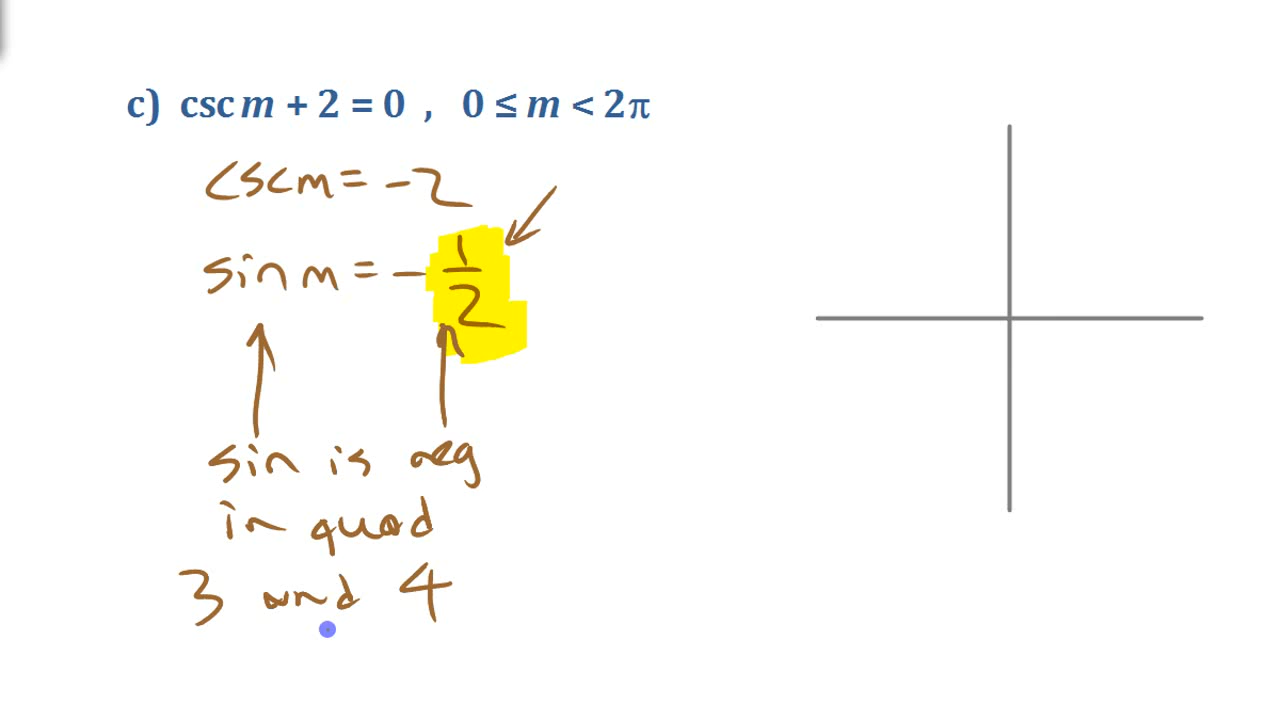 c) csc m + 2 = 0 , 0 ≤ m < 2π
csc m = -2
sin m = - 1/2
sin is neg
in quad
3 and 4